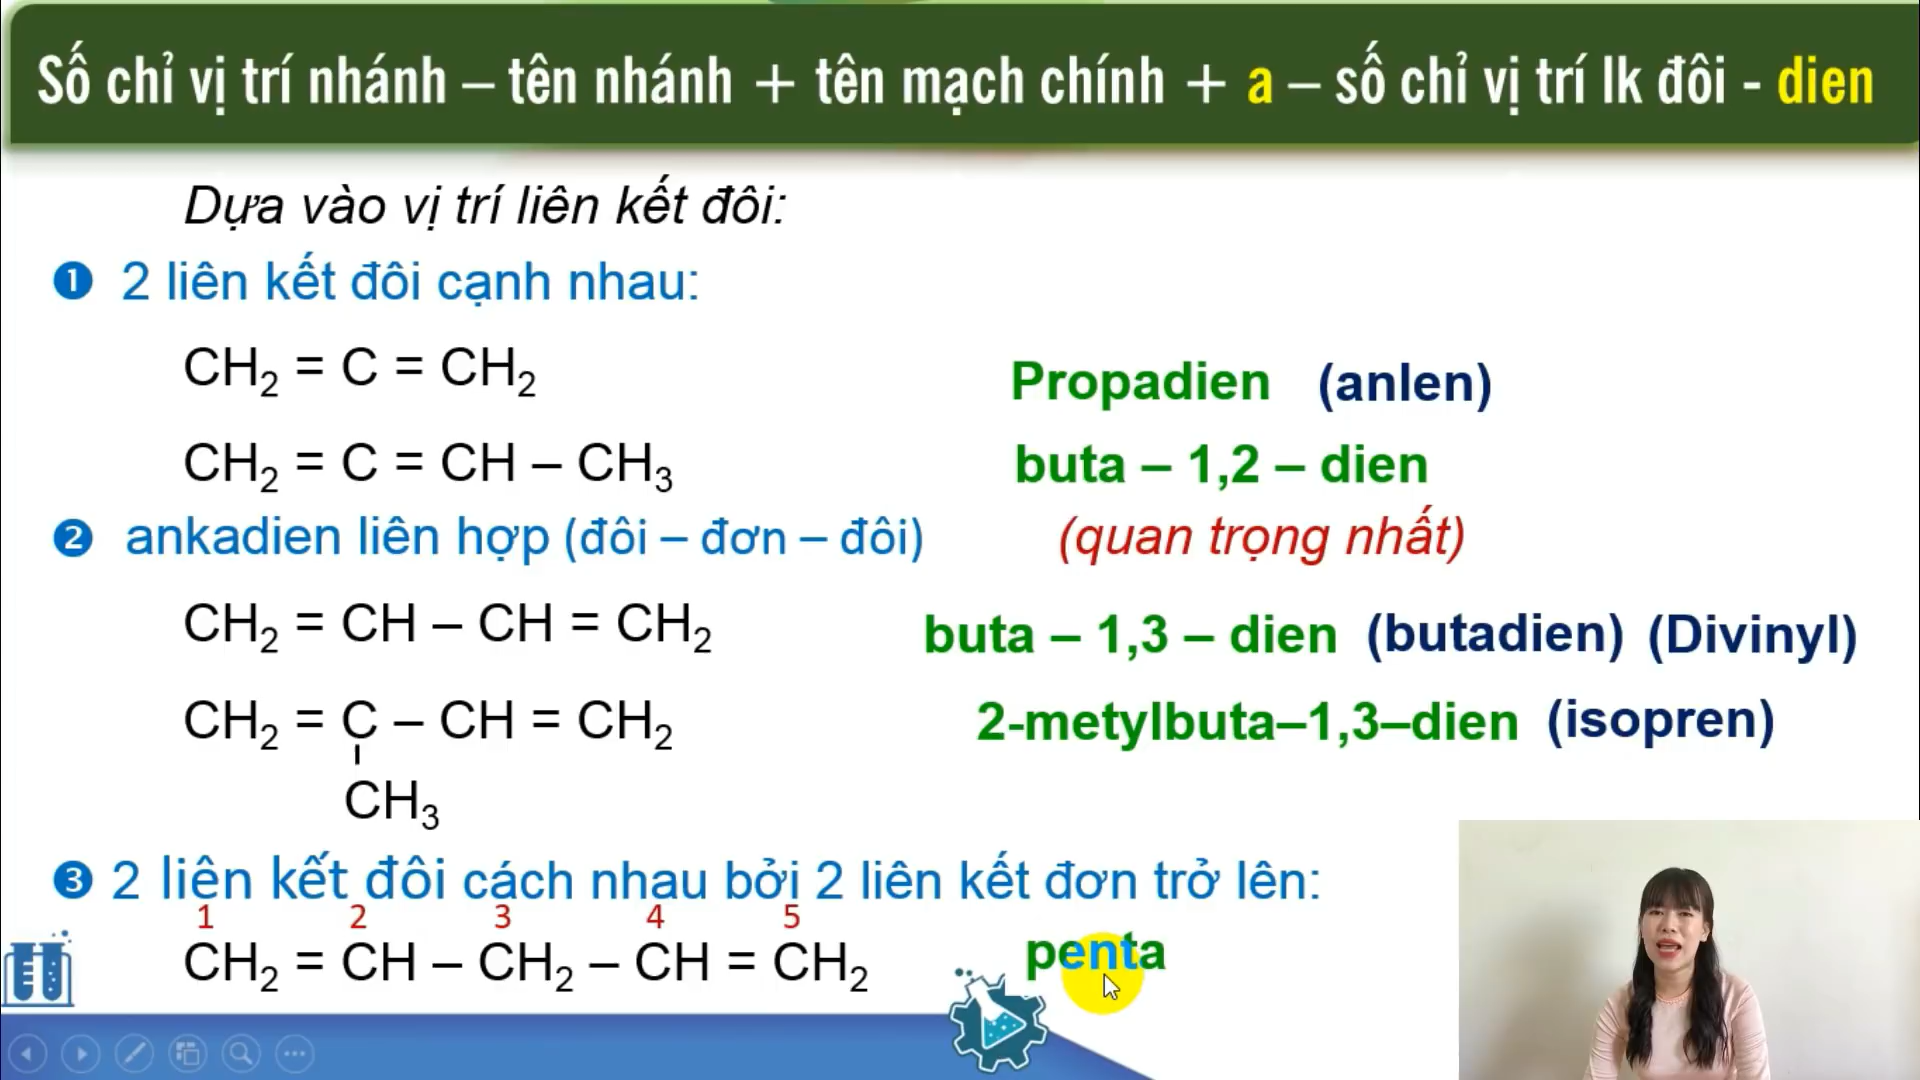 Số chỉ vị trí nhánh – tên nhánh + tên mạch chính + a – số chỉ vị trí lk đôi - dien
Dựa vào vị trí liên kết đôi:
❶ 2 liên kết đôi cạnh nhau:
CH₂ = C = CH₂ Propadien (anlen)
CH₂ = C = CH – CH₃ buta – 1,2 – dien
❷ ankadien liên hợp (đôi – đơn – đôi) (quan trọng nhất)
CH₂ = CH – CH = CH₂ buta – 1,3 – dien (butadien) (Divinyl)
CH₂ = C – CH = CH₂ 2-metylbuta–1,3–dien (isopren)
CH₃
❸ 2 liên kết đôi cách nhau bởi 2 liên kết đơn trở lên:
1 2 3 4 5
CH₂ = CH – CH₂ – CH = CH₂ penta